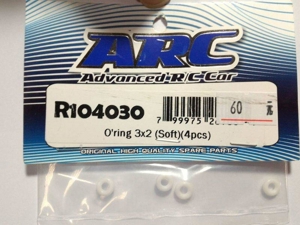 ARC
Advanced R/C Car
R104030
60
O'ring 3x2 (Soft)(4pcs)
ORIGINAL HIGH-QUALITY SPARE PARTS